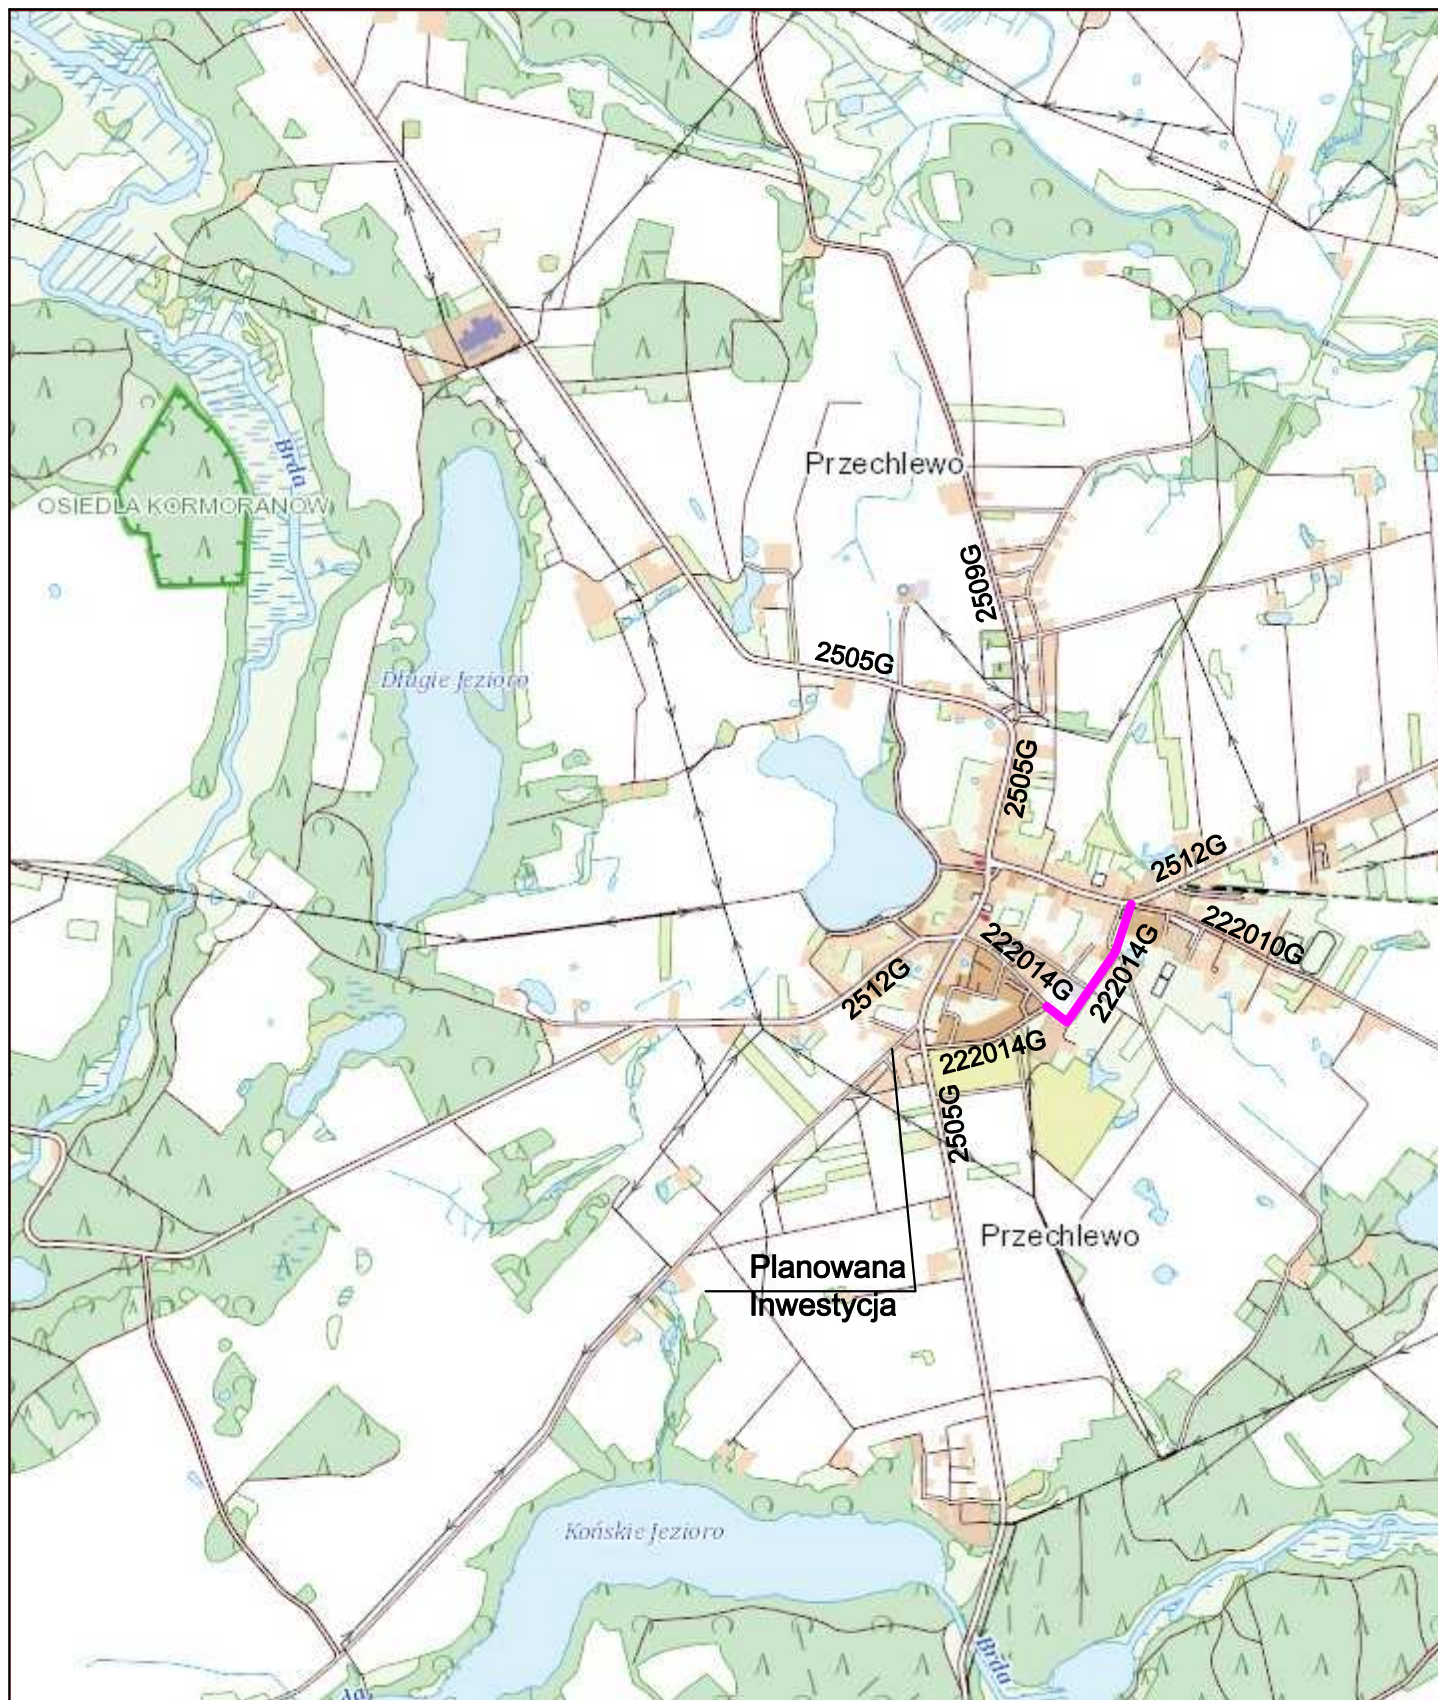 Przechlewo
Brda
OSIEDLA KORMORANÓW
2509G
2505G
Długie Jezioro
2505G
2512G
222010G
222014G
222014G
2512G
222014G
2505G
Przechlewo
Planowana
Inwestycja
Końskie Jezioro
Brda
da